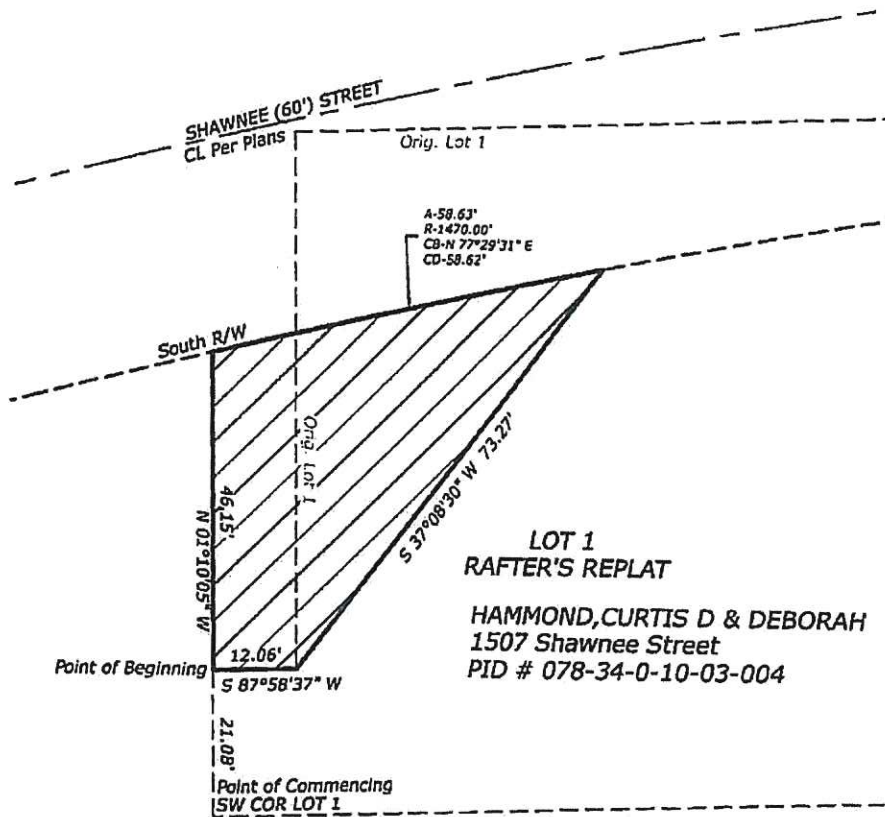 SHAWNEE (60') STREET
CL Per Plans
Orig. Lot 1
A-58.63'
R-1470.00'
CB-N 77°29'31" E
CD-58.62'
South R/W
Orig. Lot 1
46.15'
N 01°10'05" W
S 37°08'30" W 73.27'
LOT 1
RAFTER'S REPLAT
HAMMOND,CURTIS D & DEBORAH
1507 Shawnee Street
PID # 078-34-0-10-03-004
12.06'
Point of Beginning
S 87°58'37" W
21.08'
Point of Commencing
SW COR LOT 1